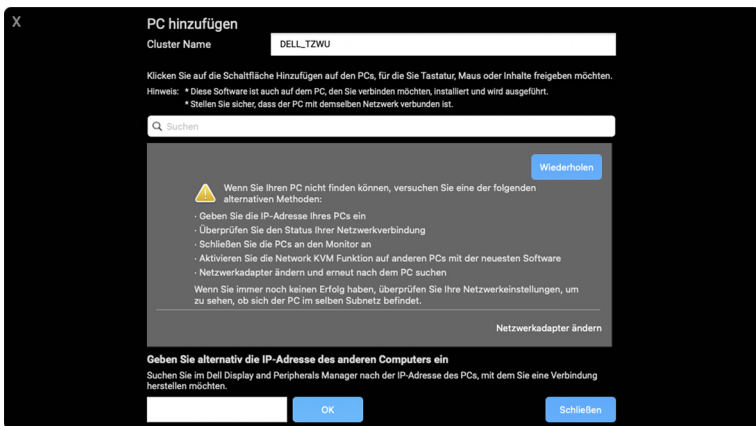 X
PC hinzufügen
Cluster Name
DELL_TZWU
Klicken Sie auf die Schaltfläche Hinzufügen auf den PCs, für die Sie Tastatur, Maus oder Inhalte freigeben möchten.
Hinweis: * Diese Software ist auch auf dem PC, den Sie verbinden möchten, installiert und wird ausgeführt.
* Stellen Sie sicher, dass der PC mit demselben Netzwerk verbunden ist.
Suchen
Wiederholen
Wenn Sie Ihren PC nicht finden können, versuchen Sie eine der folgenden
alternativen Methoden:
· Geben Sie die IP-Adresse Ihres PCs ein
· Überprüfen Sie den Status Ihrer Netzwerkverbindung
· Schließen Sie die PCs an den Monitor an
· Aktivieren Sie die Network KVM Funktion auf anderen PCs mit der neuesten Software
· Netzwerkadapter ändern und erneut nach dem PC suchen
Wenn Sie immer noch keinen Erfolg haben, überprüfen Sie Ihre Netzwerkeinstellungen, um
zu sehen, ob sich der PC im selben Subnetz befindet.
Netzwerkadapter ändern
Geben Sie alternativ die IP-Adresse des anderen Computers ein
Suchen Sie im Dell Display and Peripherals Manager nach der IP-Adresse des PCs, mit dem Sie eine Verbindung
herstellen möchten.
OK
Schließen